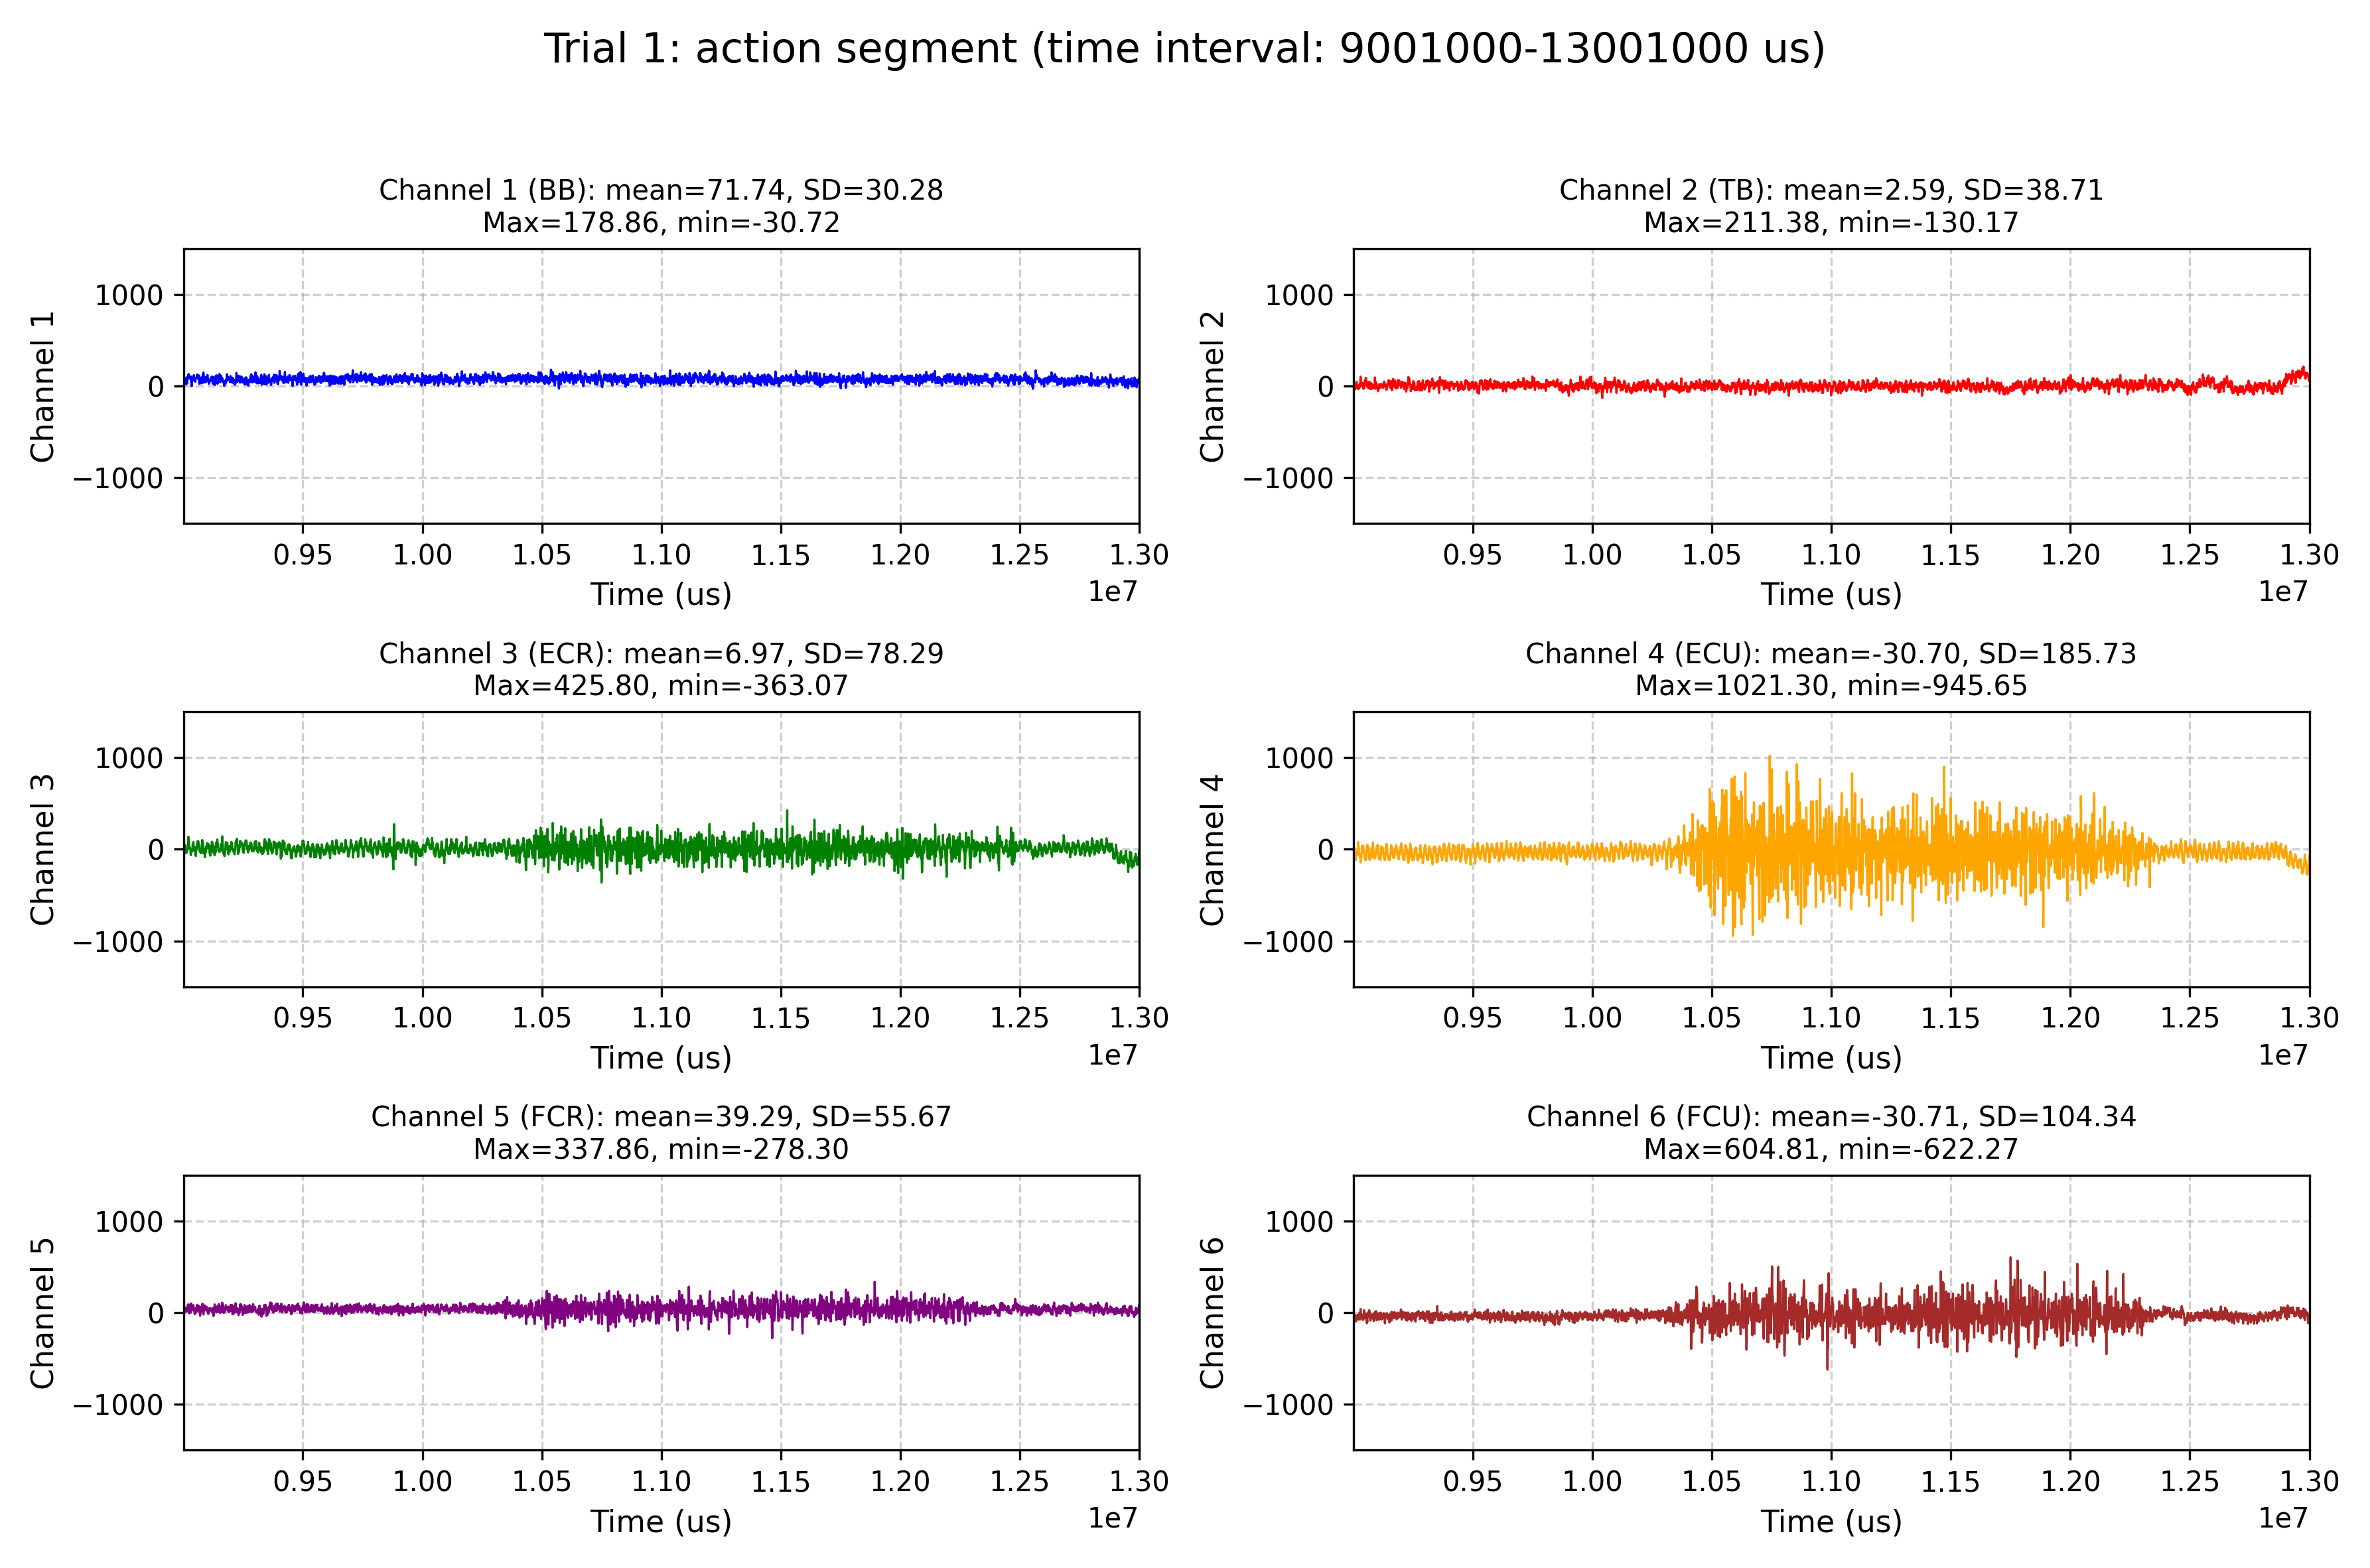 Trial 1: action segment (time interval: 9001000-13001000 us)
Channel 1 (BB): mean=71.74, SD=30.28
Max=178.86, min=-30.72
Channel 1
1000
0
−1000
0.95 1.00 1.05 1.10 1.15 1.20 1.25 1.30
Time (us)
1e7
Channel 2 (TB): mean=2.59, SD=38.71
Max=211.38, min=-130.17
Channel 2
1000
0
−1000
0.95 1.00 1.05 1.10 1.15 1.20 1.25 1.30
Time (us)
1e7
Channel 3 (ECR): mean=6.97, SD=78.29
Max=425.80, min=-363.07
Channel 3
1000
0
−1000
0.95 1.00 1.05 1.10 1.15 1.20 1.25 1.30
Time (us)
1e7
Channel 4 (ECU): mean=-30.70, SD=185.73
Max=1021.30, min=-945.65
Channel 4
1000
0
−1000
0.95 1.00 1.05 1.10 1.15 1.20 1.25 1.30
Time (us)
1e7
Channel 5 (FCR): mean=39.29, SD=55.67
Max=337.86, min=-278.30
Channel 5
1000
0
−1000
0.95 1.00 1.05 1.10 1.15 1.20 1.25 1.30
Time (us)
1e7
Channel 6 (FCU): mean=-30.71, SD=104.34
Max=604.81, min=-622.27
Channel 6
1000
0
−1000
0.95 1.00 1.05 1.10 1.15 1.20 1.25 1.30
Time (us)
1e7